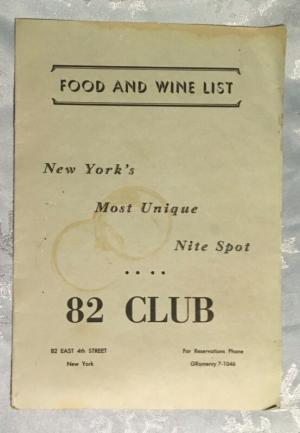 FOOD AND WINE LIST
New York's
Most Unique
Nite Spot
82 CLUB
82 EAST 4th STREET
New York
For Reservations Phone
GRamercy 7-1046